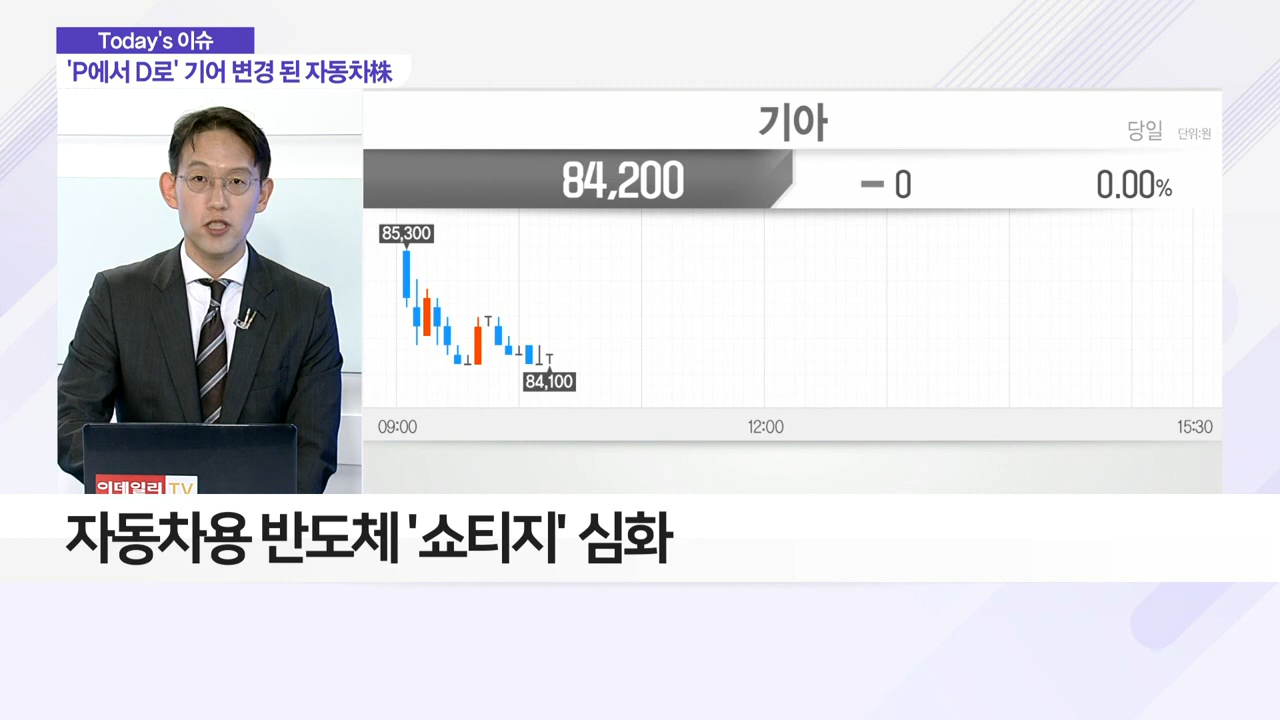 Today's 이슈
'P에서 D로' 기어 변경 된 자동차株
기아
당일 단위:원
84,200
0
0.00%
85,300
84,100
09:00
12:00
15:30
이데일리 TV
자동차용 반도체 '쇼티지' 심화